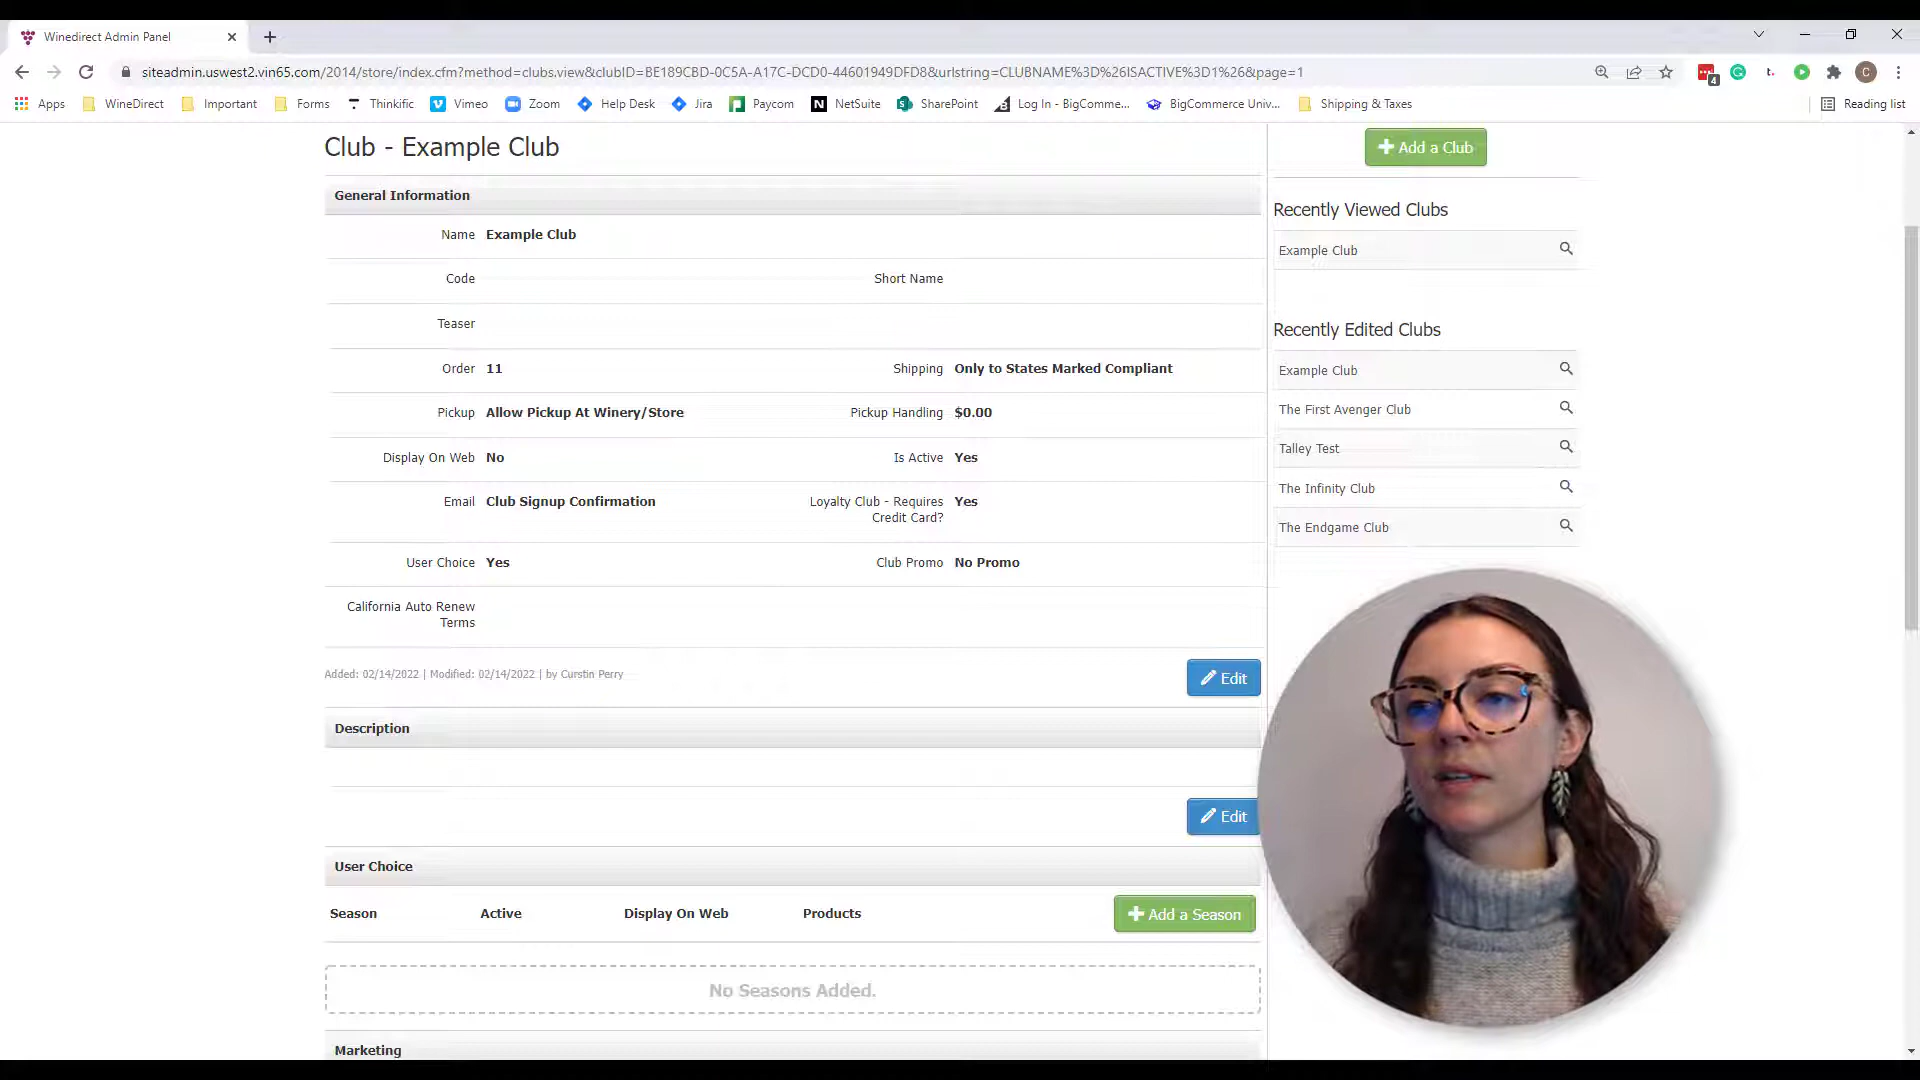 Winedirect Admin Panel
siteadmin.uswest2.vin65.com/2014/store/index.cfm?method=clubs.view&clubID=BE189CBD-0C5A-A17C-DCD0-44601949DFD8&urlstring=CLUBNAME%3D%26ISACTIVE%3D1%26&page=1
4
t.
C
Apps WineDirect Important Forms Thinkific Vimeo Zoom Help Desk Jira Paycom NetSuite SharePoint Log In - BigComme... BigCommerce Univ... Shipping & Taxes Reading list
Club - Example Club
General Information
Name Example Club
Code Short Name
Teaser
Order 11 Shipping Only to States Marked Compliant
Pickup Allow Pickup At Winery/Store Pickup Handling $0.00
Display On Web No Is Active Yes
Email Club Signup Confirmation Loyalty Club - Requires Credit Card? Yes
User Choice Yes Club Promo No Promo
California Auto Renew
Terms
Added: 02/14/2022 | Modified: 02/14/2022 | by Curstin Perry
Edit
Description
Edit
User Choice
Season Active Display On Web Products Add a Season
No Seasons Added.
Marketing
Add a Club
Recently Viewed Clubs
Example Club
Recently Edited Clubs
Example Club
The First Avenger Club
Talley Test
The Infinity Club
The Endgame Club